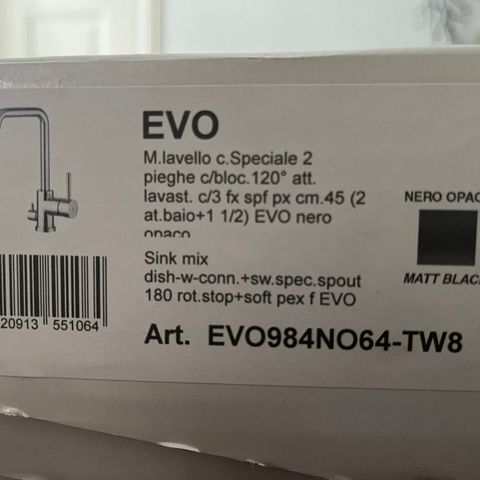 EVO
M.lavello c.Speciale 2
pieghe c/bloc.120° att.
lavast. c/3 fx spf px cm.45 (2
at.baio+1 1/2) EVO nero
opaco
Sink mix
dish-w-conn.+sw.spec.spout
180 rot.stop+soft pex f EVO
Art. EVO984NO64-TW8
NERO OPAC
MATT BLAC
20913 551064